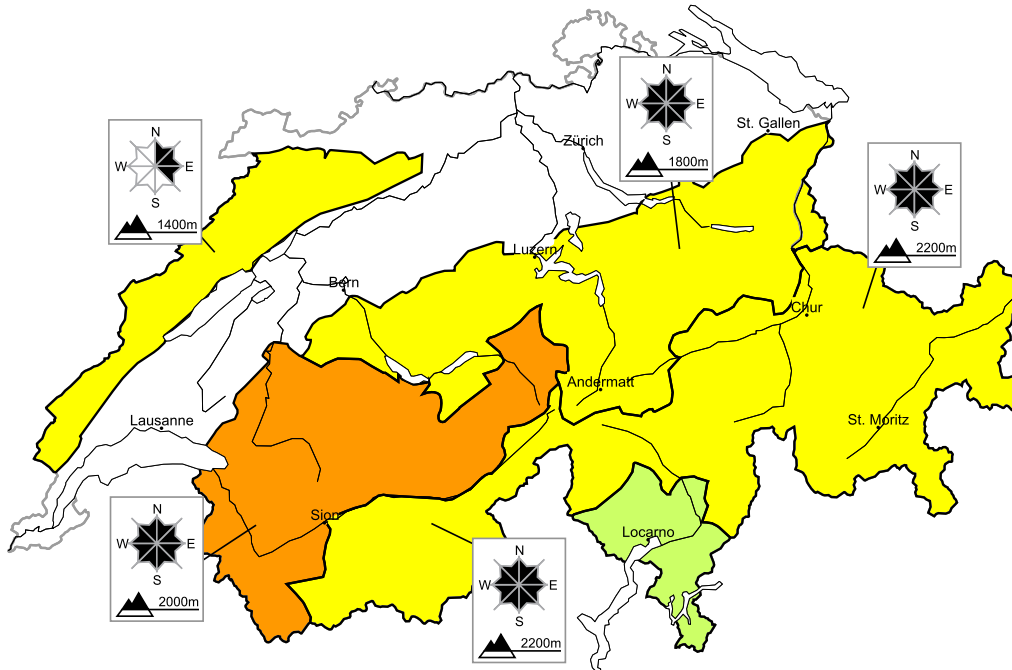 N
W E
S
1800m
St. Gallen
Zürich
N
W E
S
1400m
N
W E
S
2200m
Luzern
Bern
Chur
Andermatt
St. Moritz
Lausanne
N
W E
S
2000m
Sion
Locarno
N
W E
S
2200m